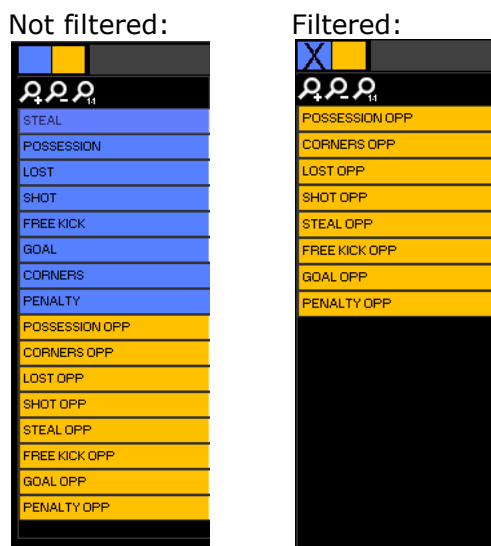 Not filtered:
STEAL
POSSESSION
LOST
SHOT
FREE KICK
GOAL
CORNERS
PENALTY
POSSESSION OPP
CORNERS OPP
LOST OPP
SHOT OPP
STEAL OPP
FREE KICK OPP
GOAL OPP
PENALTY OPP
Filtered:
X
1:1
POSSESSION OPP
CORNERS OPP
LOST OPP
SHOT OPP
STEAL OPP
FREE KICK OPP
GOAL OPP
PENALTY OPP